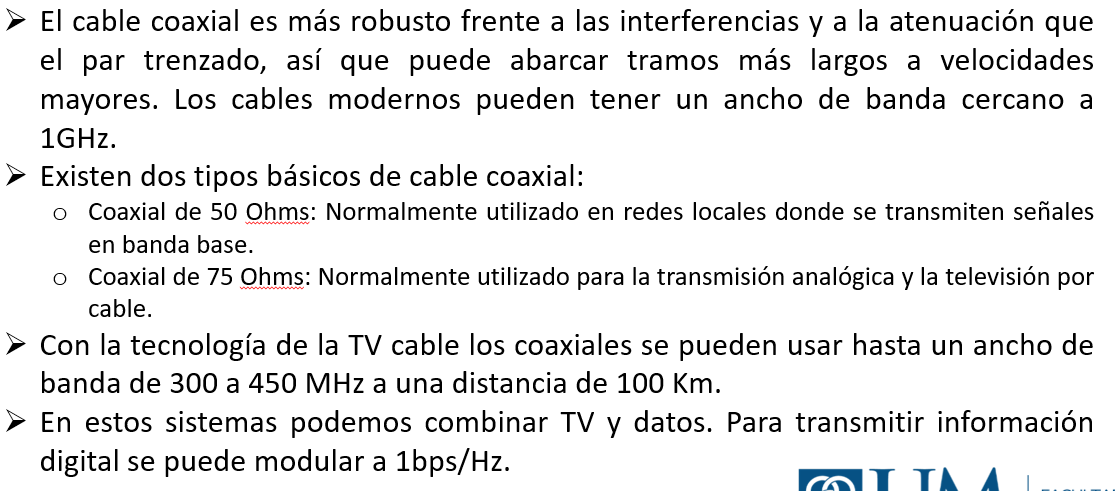 ➢ El cable coaxial es más robusto frente a las interferencias y a la atenuación que
el par trenzado, así que puede abarcar tramos más largos a velocidades
mayores. Los cables modernos pueden tener un ancho de banda cercano a
1GHz.
➢ Existen dos tipos básicos de cable coaxial:
o Coaxial de 50 Ohms: Normalmente utilizado en redes locales donde se transmiten señales
en banda base.
o Coaxial de 75 Ohms: Normalmente utilizado para la transmisión analógica y la televisión por
cable.
➢ Con la tecnología de la TV cable los coaxiales se pueden usar hasta un ancho de
banda de 300 a 450 MHz a una distancia de 100 Km.
➢ En estos sistemas podemos combinar TV y datos. Para transmitir información
digital se puede modular a 1bps/Hz.